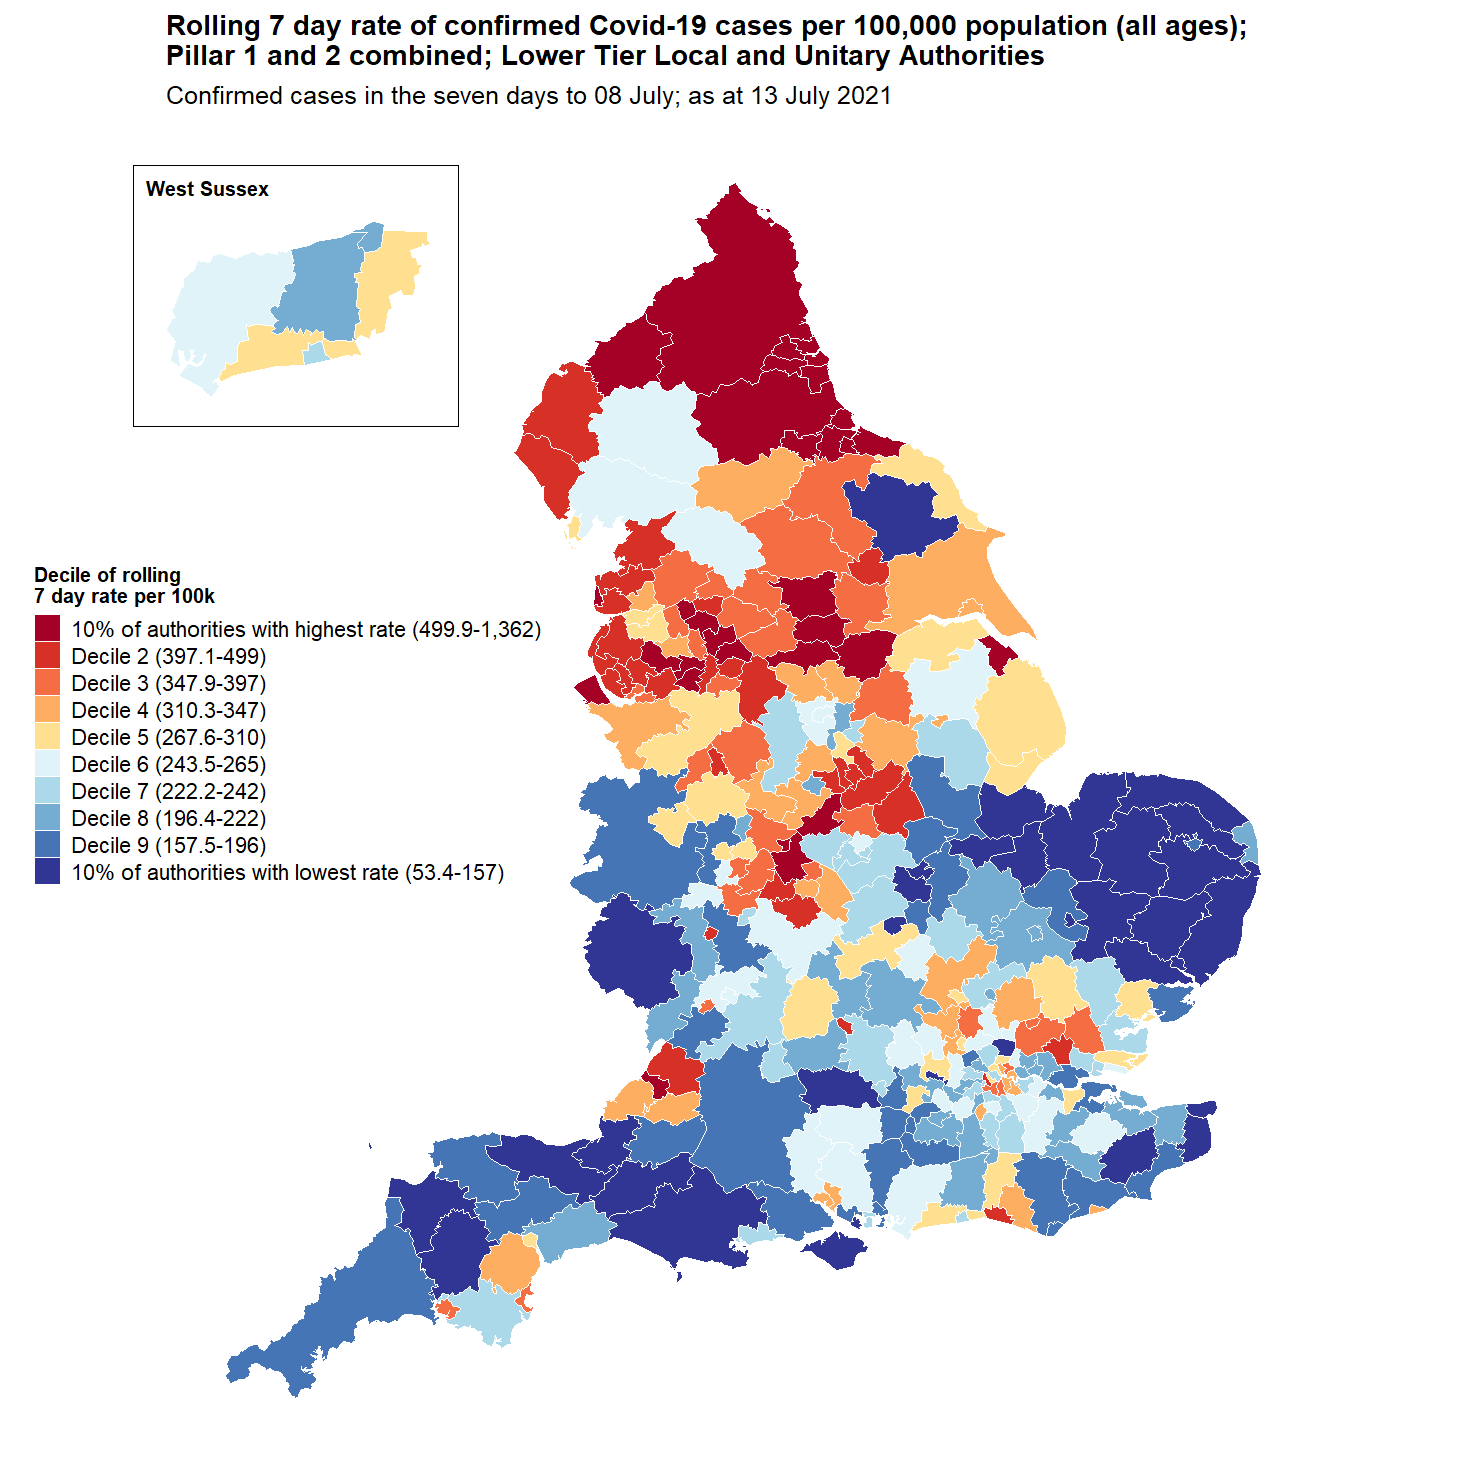 Rolling 7 day rate of confirmed Covid-19 cases per 100,000 population (all ages);
Pillar 1 and 2 combined; Lower Tier Local and Unitary Authorities
Confirmed cases in the seven days to 08 July; as at 13 July 2021
West Sussex
Decile of rolling
7 day rate per 100k
10% of authorities with highest rate (499.9-1,362)
Decile 2 (397.1-499)
Decile 3 (347.9-397)
Decile 4 (310.3-347)
Decile 5 (267.6-310)
Decile 6 (243.5-265)
Decile 7 (222.2-242)
Decile 8 (196.4-222)
Decile 9 (157.5-196)
10% of authorities with lowest rate (53.4-157)